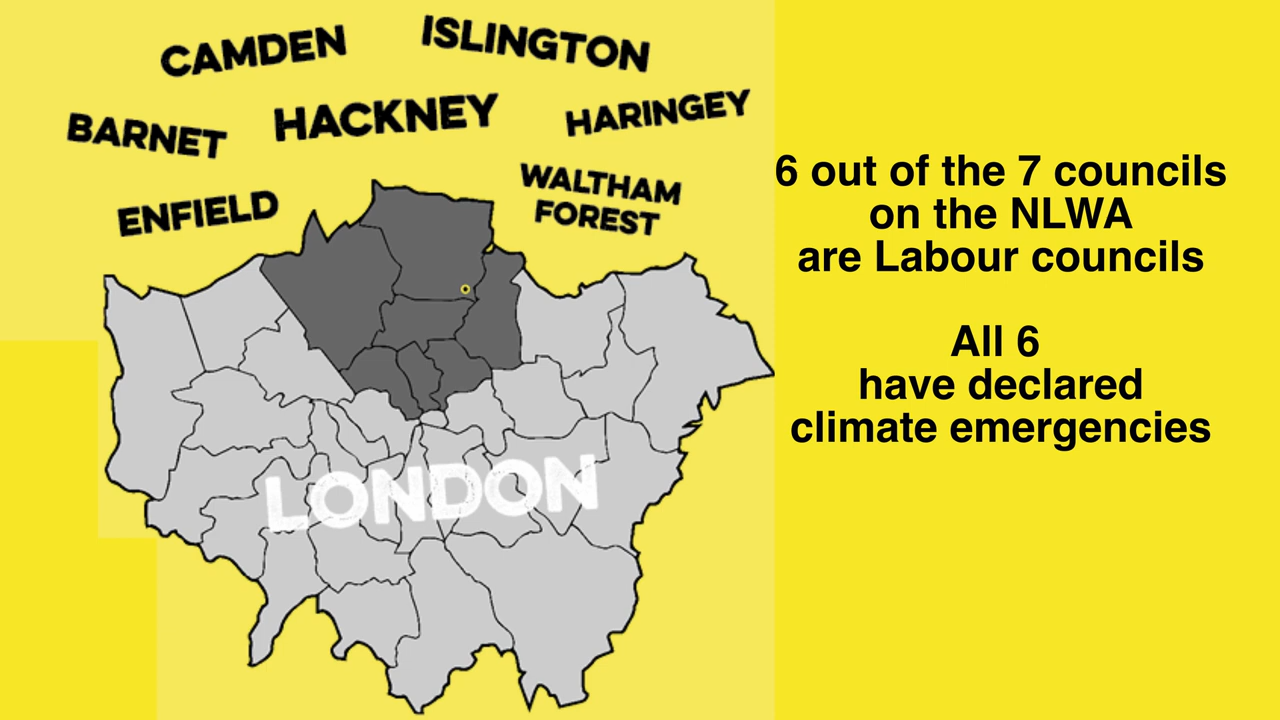 CAMDEN
ISLINGTON
BARNET
HACKNEY
HARINGEY
ENFIELD
WALTHAM
FOREST
LONDON
6 out of the 7 councils
on the NLWA
are Labour councils
All 6
have declared
climate emergencies